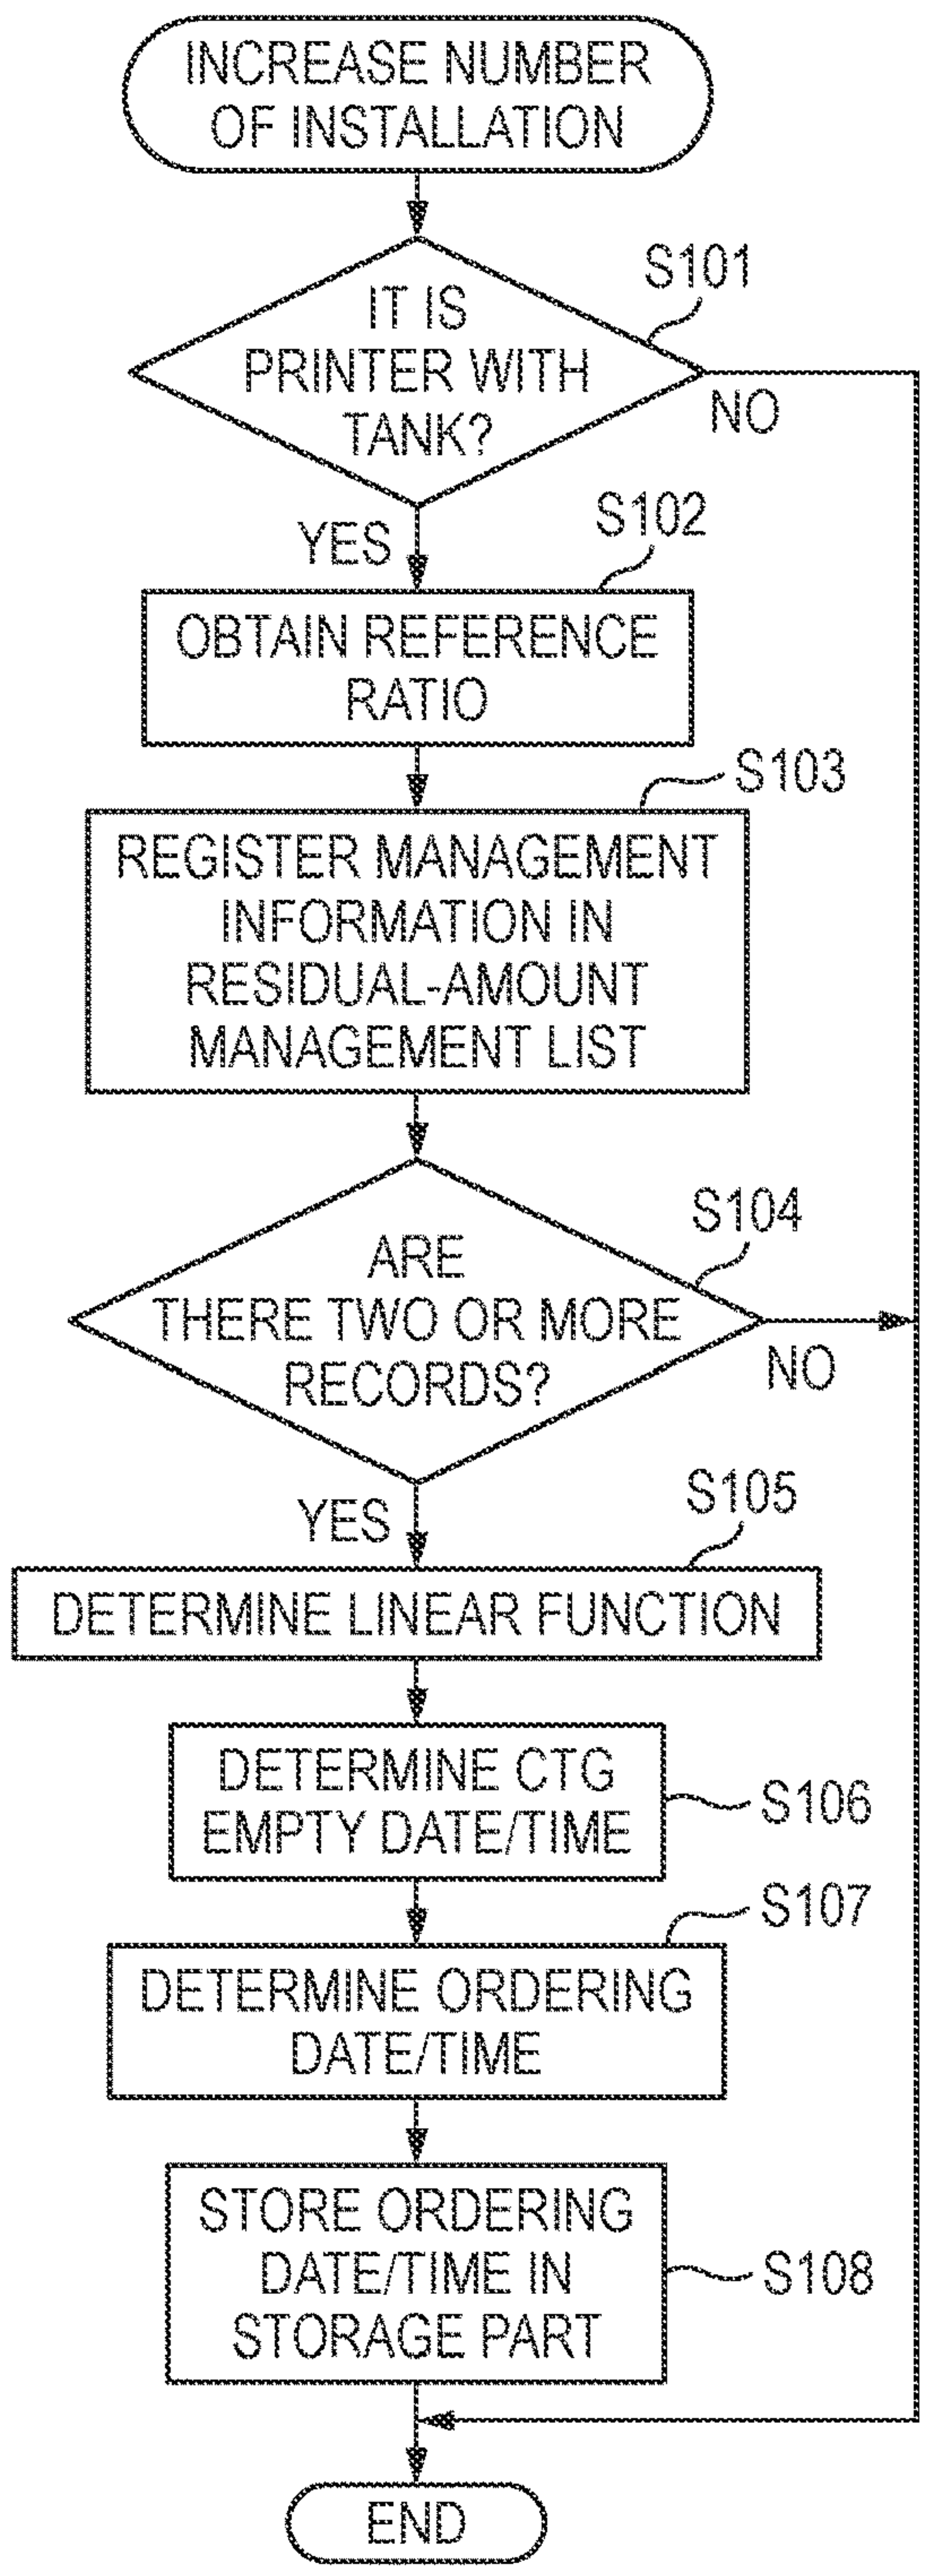 INCREASE NUMBER
OF INSTALLATION
S101
IT IS
PRINTER WITH
TANK?
NO
YES
S102
OBTAIN REFERENCE
RATIO
S103
REGISTER MANAGEMENT
INFORMATION IN
RESIDUAL-AMOUNT
MANAGEMENT LIST
S104
ARE
THERE TWO OR MORE
RECORDS?
NO
YES
S105
DETERMINE LINEAR FUNCTION
DETERMINE CTG
EMPTY DATE/TIME
S106
S107
DETERMINE ORDERING
DATE/TIME
STORE ORDERING
DATE/TIME IN
STORAGE PART
S108
END